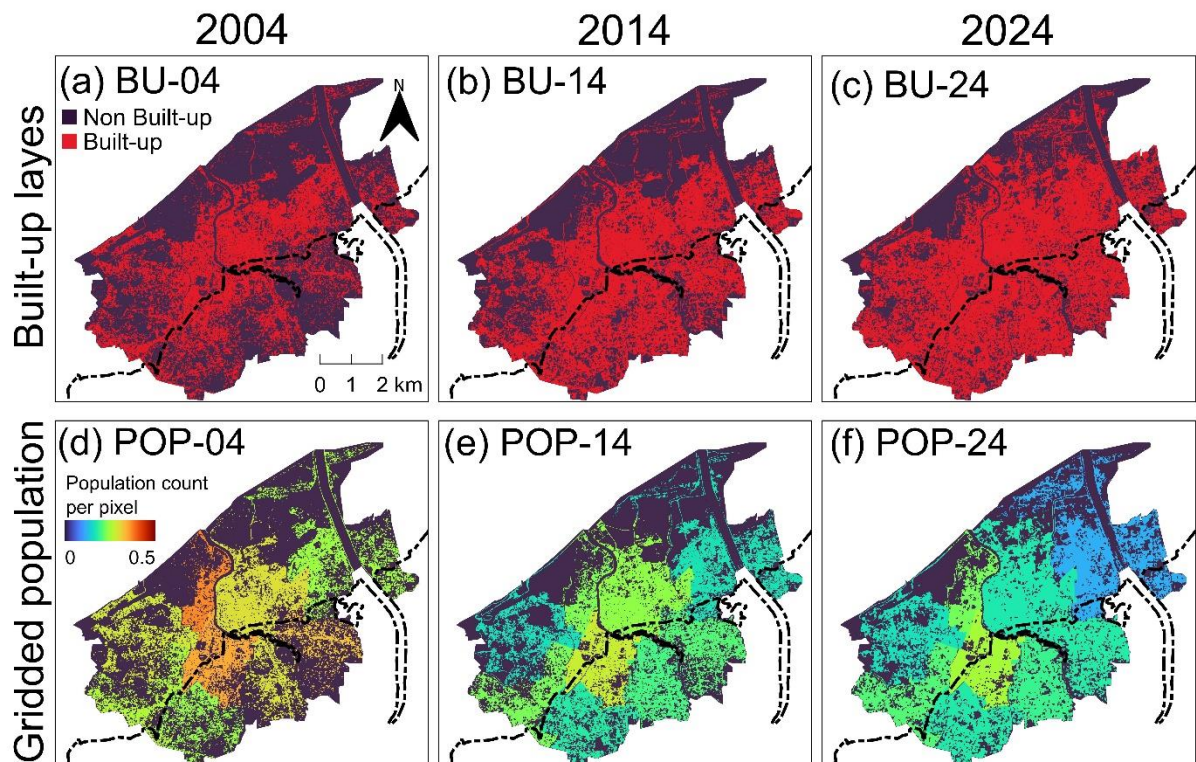 2004
2014
2024
Built-up layes
(a) BU-04
N
Non Built-up
Built-up
0 1 2 km
(b) BU-14
(c) BU-24
Gridded population
(d) POP-04
Population count
per pixel
0 0.5
(e) POP-14
(f) POP-24